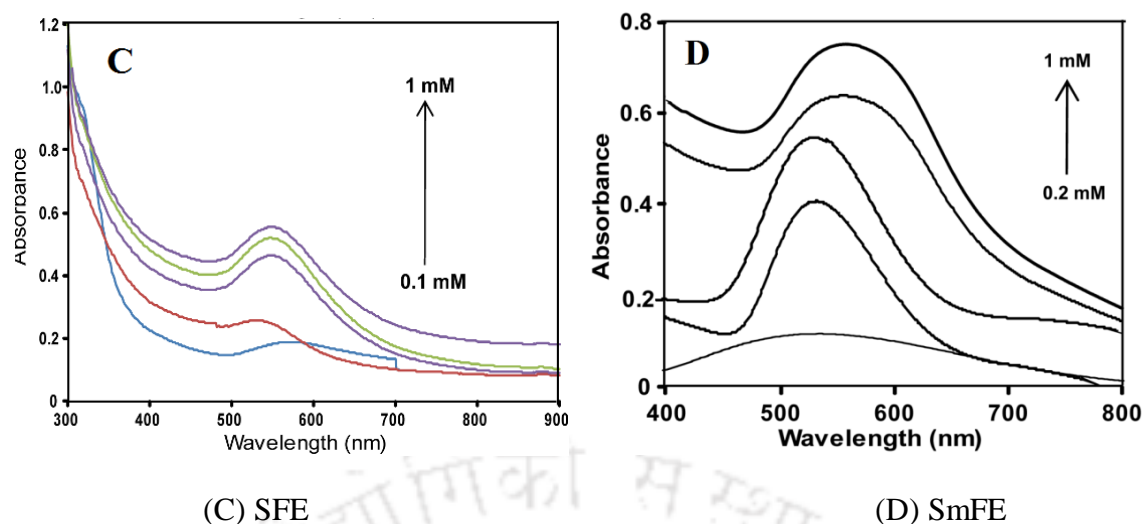 C
1.2
1.0
0.8
0.6
0.4
0.2
0
Absorbance
1 mM
0.1 mM
300 400 500 600 700 800 900
Wavelength (nm)
(C) SFE
D
0.8
0.6
0.4
0.2
0
Absorbance
1 mM
0.2 mM
400 500 600 700 800
Wavelength (nm)
(D) SmFE